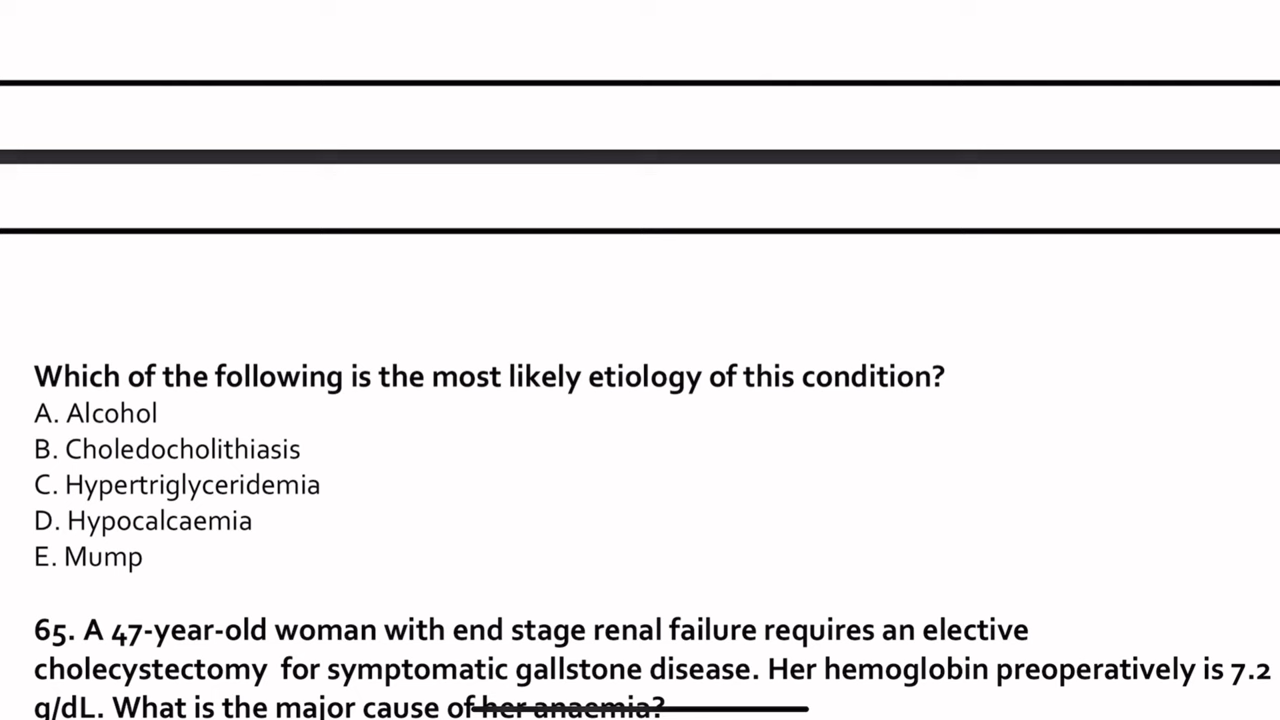 Which of the following is the most likely etiology of this condition?
A. Alcohol
B. Choledocholithiasis
C. Hypertriglyceridemia
D. Hypocalcaemia
E. Mump
65. A 47-year-old woman with end stage renal failure requires an elective
cholecystectomy for symptomatic gallstone disease. Her hemoglobin preoperatively is 7.2
g/dL. What is the major cause of her anaemia?